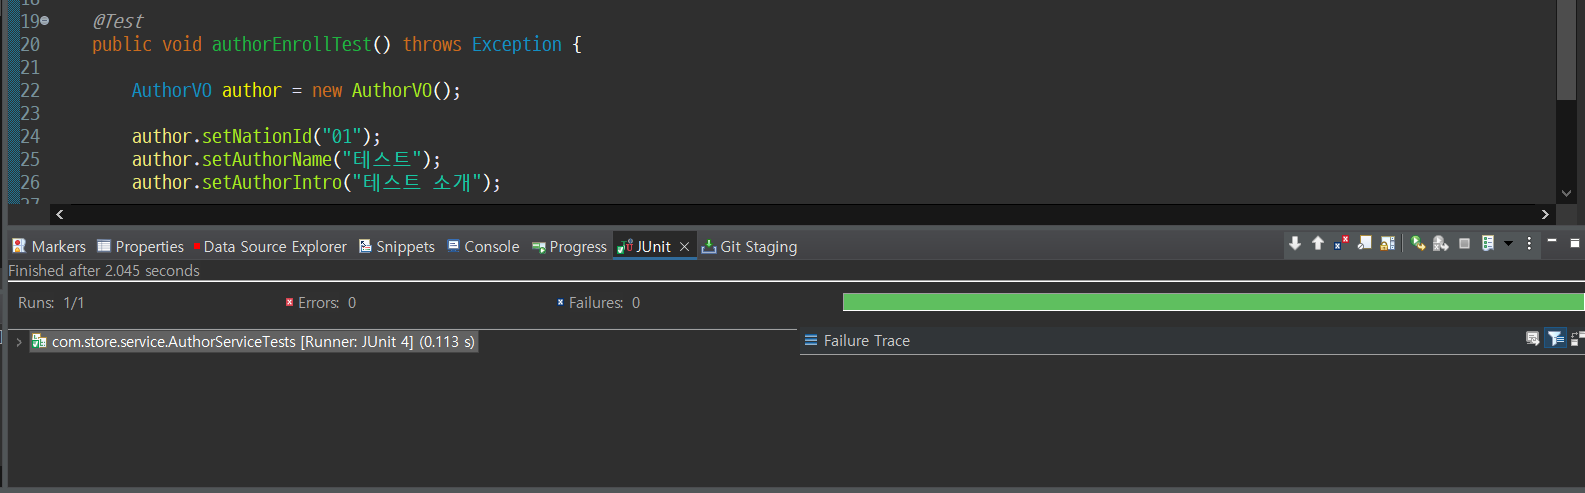 18
19 @Test
20 public void authorEnrollTest() throws Exception {
21
22 AuthorVO author = new AuthorVO();
23
24 author.setNationId("01");
25 author.setAuthorName("테스트");
26 author.setAuthorIntro("테스트 소개");
27
Markers Properties Data Source Explorer Snippets Console Progress JUnit Git Staging
Finished after 2.045 seconds
Runs: 1/1 Errors: 0 Failures: 0
com.store.service.AuthorServiceTests [Runner: JUnit 4] (0.113 s) Failure Trace